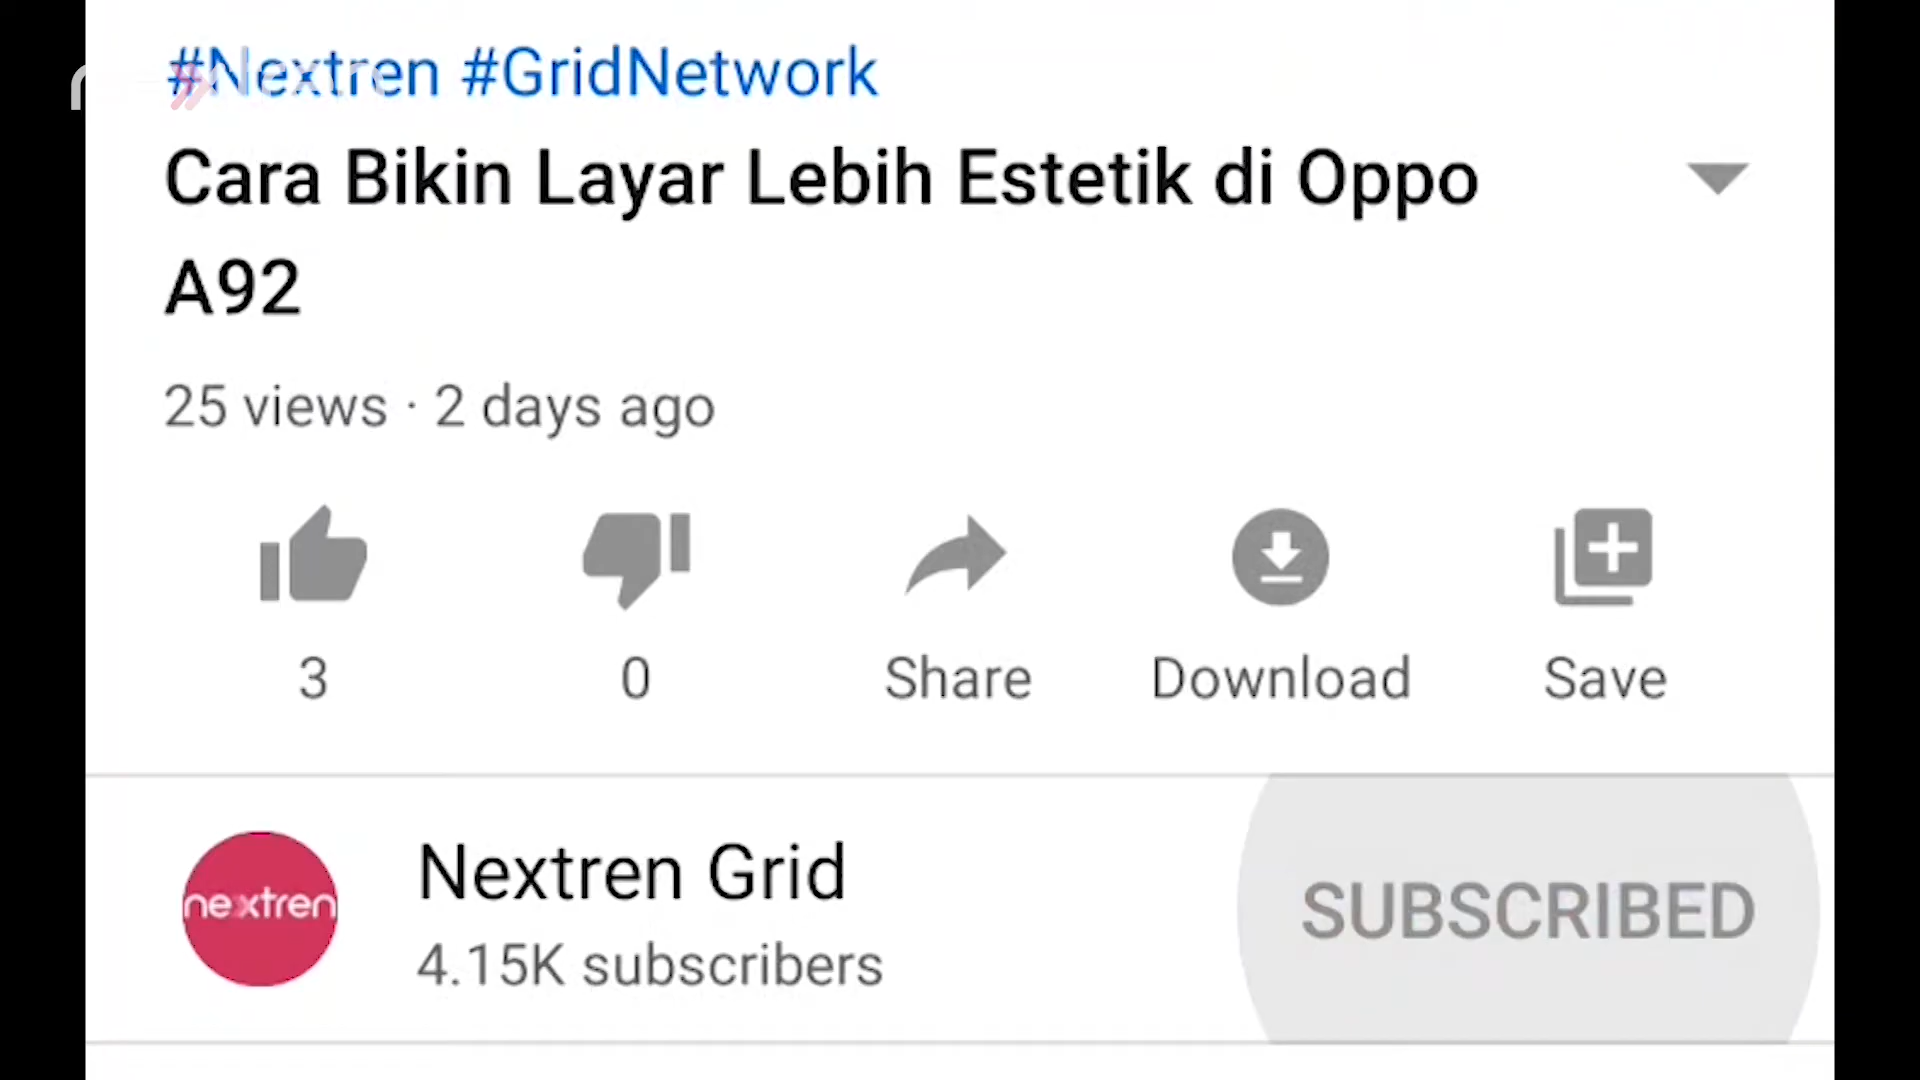 #Nextren #GridNetwork
Cara Bikin Layar Lebih Estetik di Oppo
A92
25 views · 2 days ago
3 0 Share Download Save
nextren
Nextren Grid
4.15K subscribers
SUBSCRIBED